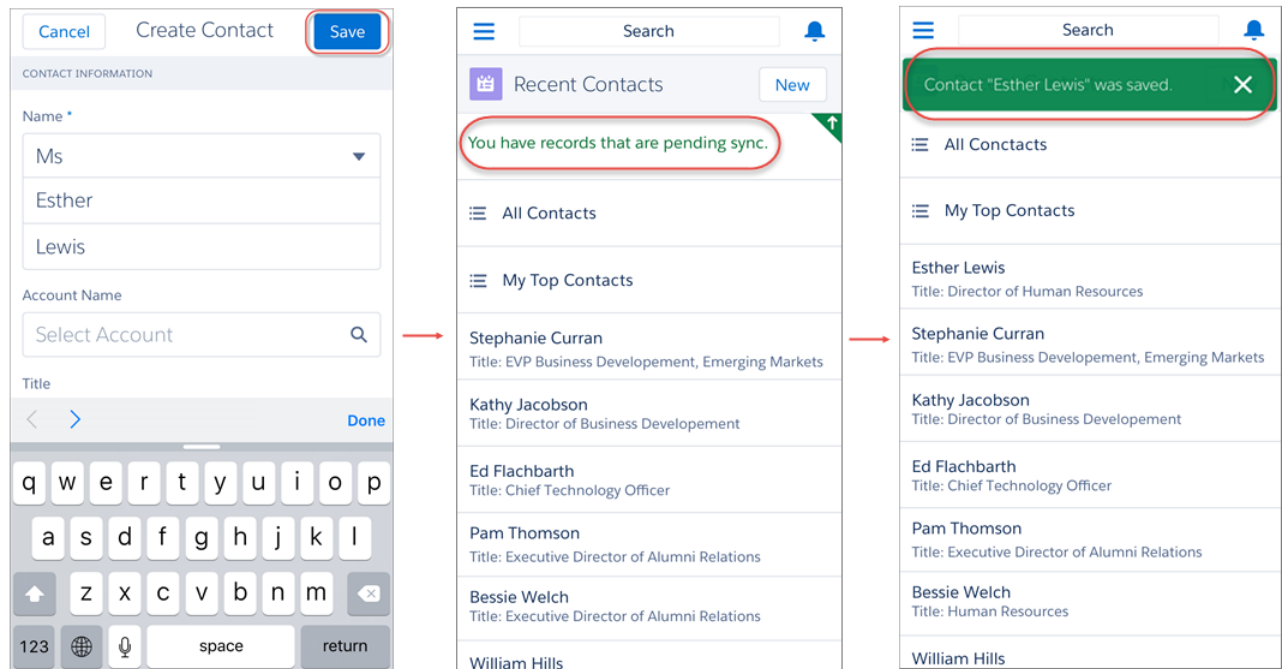 Cancel
Create Contact
Save
CONTACT INFORMATION
Name *
Ms
Esther
Lewis
Account Name
Select Account
Title
Done
q w e r t y u i o p
a s d f g h j k l
z x c v b n m
123 space return
Search
Recent Contacts
New
You have records that are pending sync.
All Contacts
My Top Contacts
Stephanie Curran
Title: EVP Business Developement, Emerging Markets
Kathy Jacobson
Title: Director of Business Developement
Ed Flachbarth
Title: Chief Technology Officer
Pam Thomson
Title: Executive Director of Alumni Relations
Bessie Welch
Title: Executive Director of Alumni Relations
William Hills
Search
Contact "Esther Lewis" was saved.
All Conctacts
My Top Contacts
Esther Lewis
Title: Director of Human Resources
Stephanie Curran
Title: EVP Business Developement, Emerging Markets
Kathy Jacobson
Title: Director of Business Developement
Ed Flachbarth
Title: Chief Technology Officer
Pam Thomson
Title: Executive Director of Alumni Relations
Bessie Welch
Title: Human Resources
William Hills